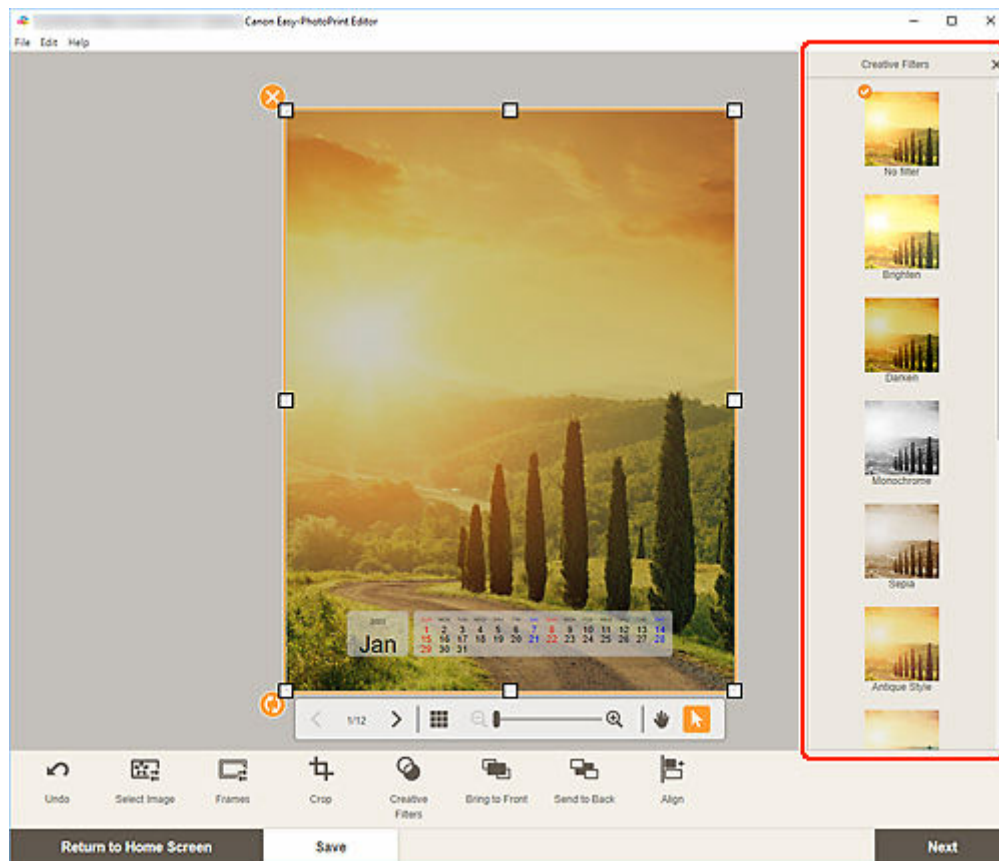 Canon Easy-PhotoPrint Editor
File Edit Help
Creative Filters
No filter
Brighten
Darken
Monochrome
Sepia
Antique Style
Jan
1 2 3 4 5 6 7 8 9 10 11 12 13 14
15 16 17 18 19 20 21 22 23 24 25 26 27 28
29 30 31
1/12
Undo
Select Image
Frames
Crop
Creative
Filters
Bring to Front
Send to Back
Align
Return to Home Screen
Save
Next